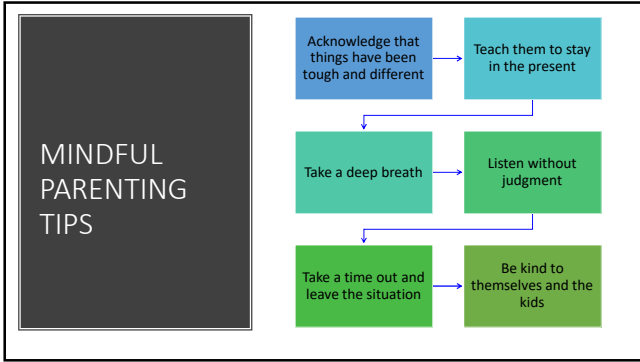 MINDFUL
PARENTING
TIPS
Acknowledge that
things have been
tough and different
Teach them to stay
in the present
Take a deep breath
Listen without
judgment
Take a time out and
leave the situation
Be kind to
themselves and the
kids